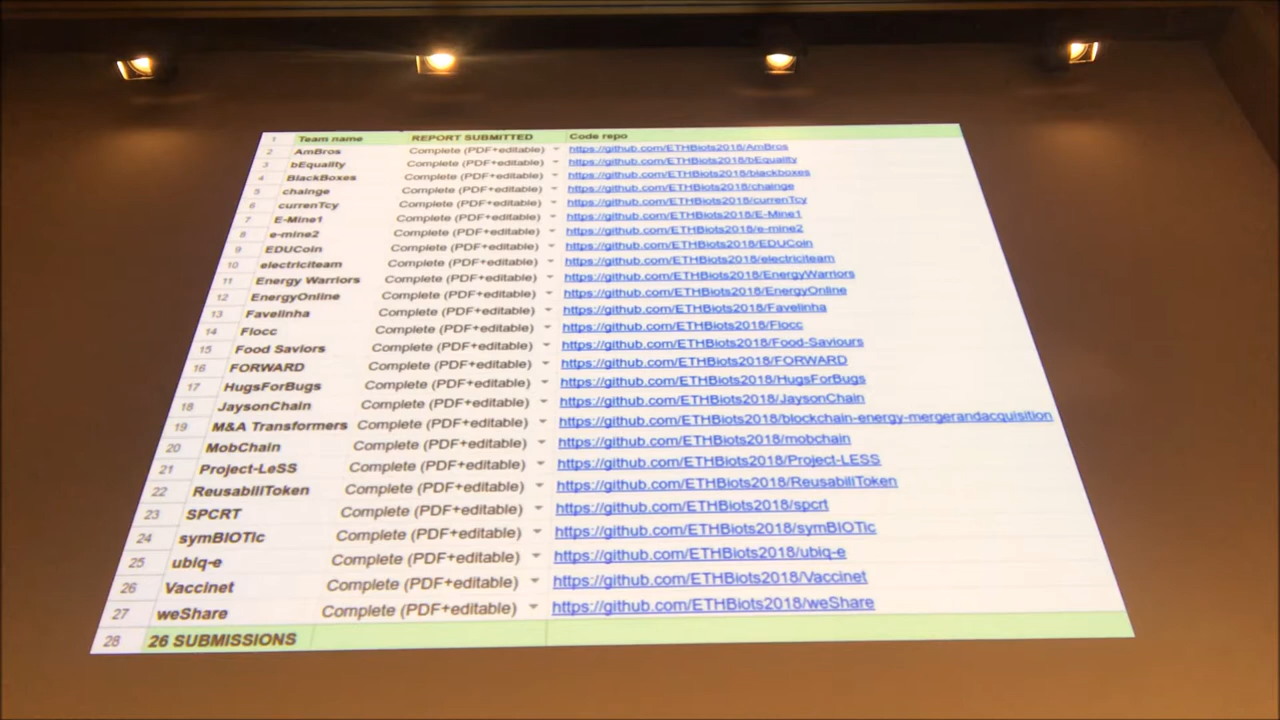 1 Team name REPORT SUBMITTED Code repo
2 AmBros Complete (PDF+editable) https://github.com/ETHBiots2018/AmBros
3 bEquality Complete (PDF+editable) https://github.com/ETHBiots2018/bEquality
4 BlackBoxes Complete (PDF+editable) https://github.com/ETHBiots2018/blackboxes
5 chainge Complete (PDF+editable) https://github.com/ETHBiots2018/chainge
6 currenTcy Complete (PDF+editable) https://github.com/ETHBiots2018/currenTcy
7 E-Mine1 Complete (PDF+editable) https://github.com/ETHBiots2018/E-Mine1
8 e-mine2 Complete (PDF+editable) https://github.com/ETHBiots2018/e-mine2
9 EDUCoin Complete (PDF+editable) https://github.com/ETHBiots2018/EDUCoin
10 electriciteam Complete (PDF+editable) https://github.com/ETHBiots2018/electriciteam
11 Energy Warriors Complete (PDF+editable) https://github.com/ETHBiots2018/EnergyWarriors
12 EnergyOnline Complete (PDF+editable) https://github.com/ETHBiots2018/EnergyOnline
13 Favelinha Complete (PDF+editable) https://github.com/ETHBiots2018/Favelinha
14 Flocc Complete (PDF+editable) https://github.com/ETHBiots2018/Flocc
15 Food Saviors Complete (PDF+editable) https://github.com/ETHBiots2018/Food-Saviours
16 FORWARD Complete (PDF+editable) https://github.com/ETHBiots2018/FORWARD
17 HugsForBugs Complete (PDF+editable) https://github.com/ETHBiots2018/HugsForBugs
18 JaysonChain Complete (PDF+editable) https://github.com/ETHBiots2018/JaysonChain
19 M&A Transformers Complete (PDF+editable) https://github.com/ETHBiots2018/blockchain-energy-mergerandacquisition
20 MobChain Complete (PDF+editable) https://github.com/ETHBiots2018/mobchain
21 Project-LeSS Complete (PDF+editable) https://github.com/ETHBiots2018/Project-LESS
22 ReusabiliToken Complete (PDF+editable) https://github.com/ETHBiots2018/ReusabiliToken
23 SPCRT Complete (PDF+editable) https://github.com/ETHBiots2018/spcrt
24 symBIOTic Complete (PDF+editable) https://github.com/ETHBiots2018/symBIOTic
25 ubiq-e Complete (PDF+editable) https://github.com/ETHBiots2018/ubiq-e
26 Vaccinet Complete (PDF+editable) https://github.com/ETHBiots2018/Vaccinet
27 weShare Complete (PDF+editable) https://github.com/ETHBiots2018/weShare
28 26 SUBMISSIONS